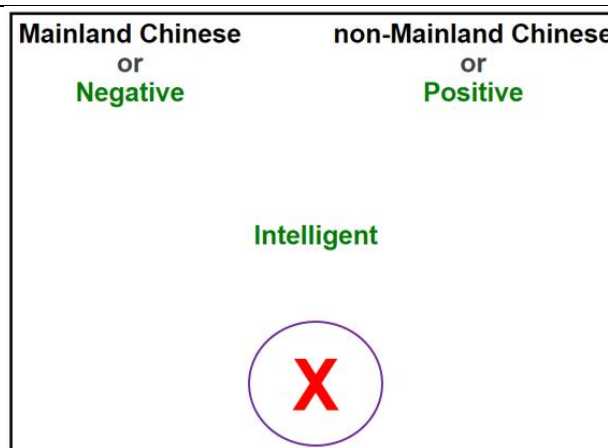 Mainland Chinese non-Mainland Chinese
or or
Negative Positive
Intelligent
X